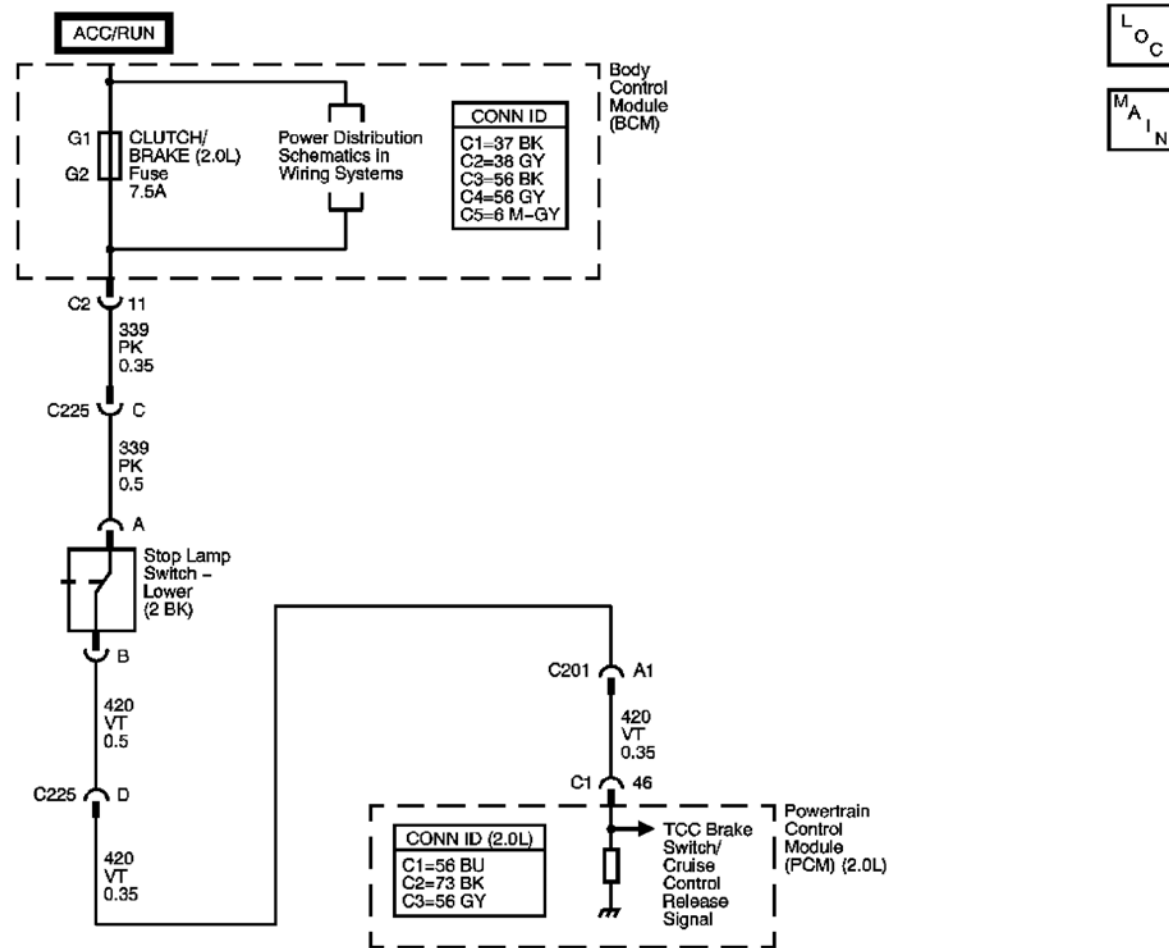 ACC/RUN
L
O
C
Body
Control
Module
(BCM)
M
A
I
N
G1
G2
CLUTCH/
BRAKE (2.0L)
Fuse
7.5A
Power Distribution
Schematics in
Wiring Systems
CONN ID
C1=37 BK
C2=38 GY
C3=56 BK
C4=56 GY
C5=6 M-GY
C2 11
339
PK
0.35
C225 C
339
PK
0.5
A
Stop Lamp
Switch –
Lower
(2 BK)
B
420
VT
0.5
C225 D
420
VT
0.35
C201 A1
420
VT
0.35
C1 46
Powertrain
Control
Module
(PCM) (2.0L)
CONN ID (2.0L)
C1=56 BU
C2=73 BK
C3=56 GY
TCC Brake
Switch/
Cruise
Control
Release
Signal